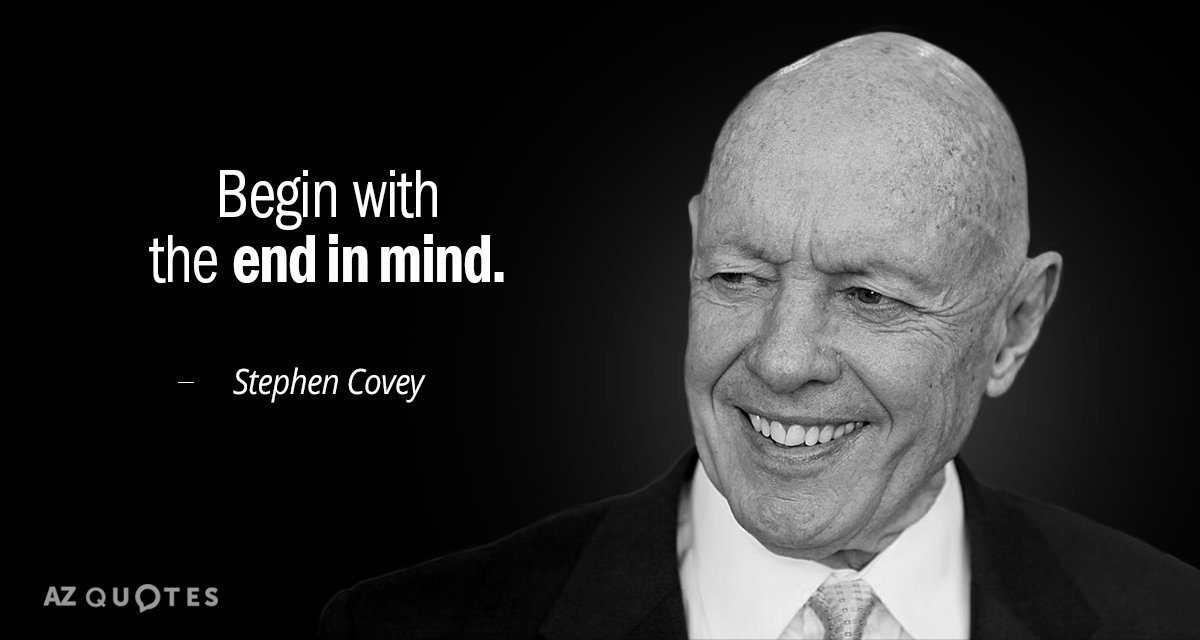 Begin with
the end in mind.
– Stephen Covey
AZ QUOTES